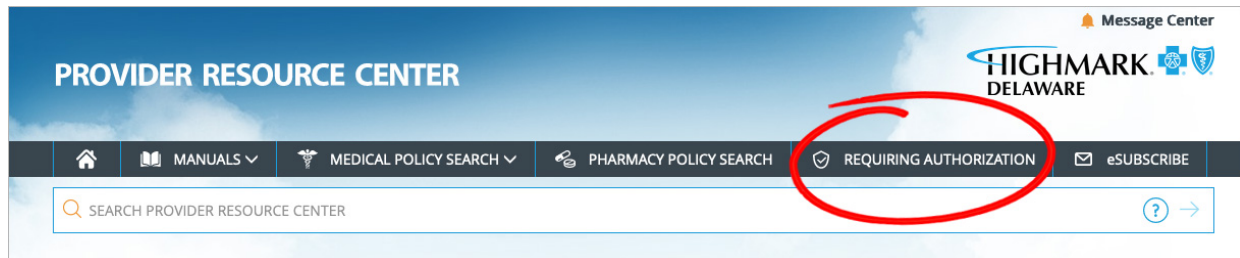 Message Center
PROVIDER RESOURCE CENTER
HIGHMARK
DELAWARE
MANUALS
MEDICAL POLICY SEARCH
PHARMACY POLICY SEARCH
REQUIRING AUTHORIZATION
eSUBSCRIBE
SEARCH PROVIDER RESOURCE CENTER
?